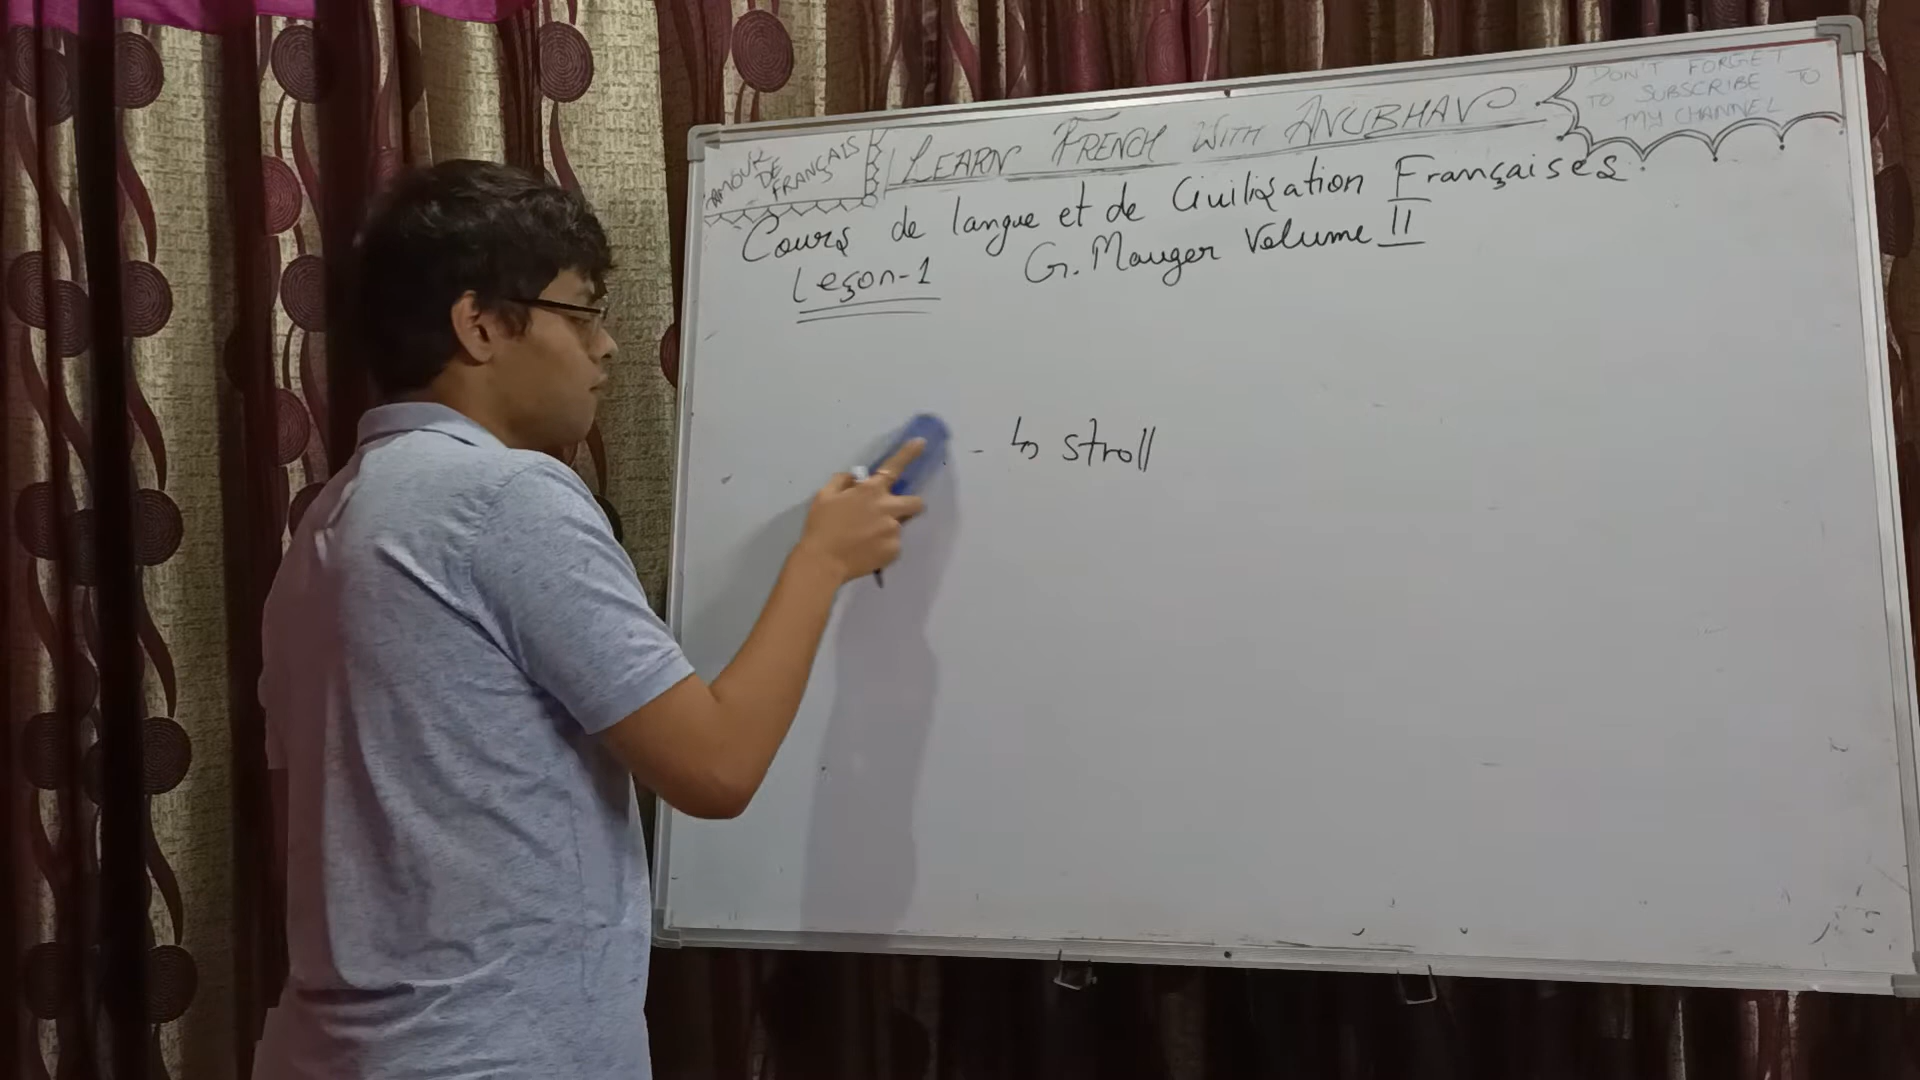 AMOUR DE FRANÇAIS
LEARN FRENCH WITH ANUBHAV
DON'T FORGET TO
TO SUBSCRIBE
MY CHANNEL
Cours de langue et de Civilisation Françaises.
Leçon-1 G. Mauger Volume II
- to stroll